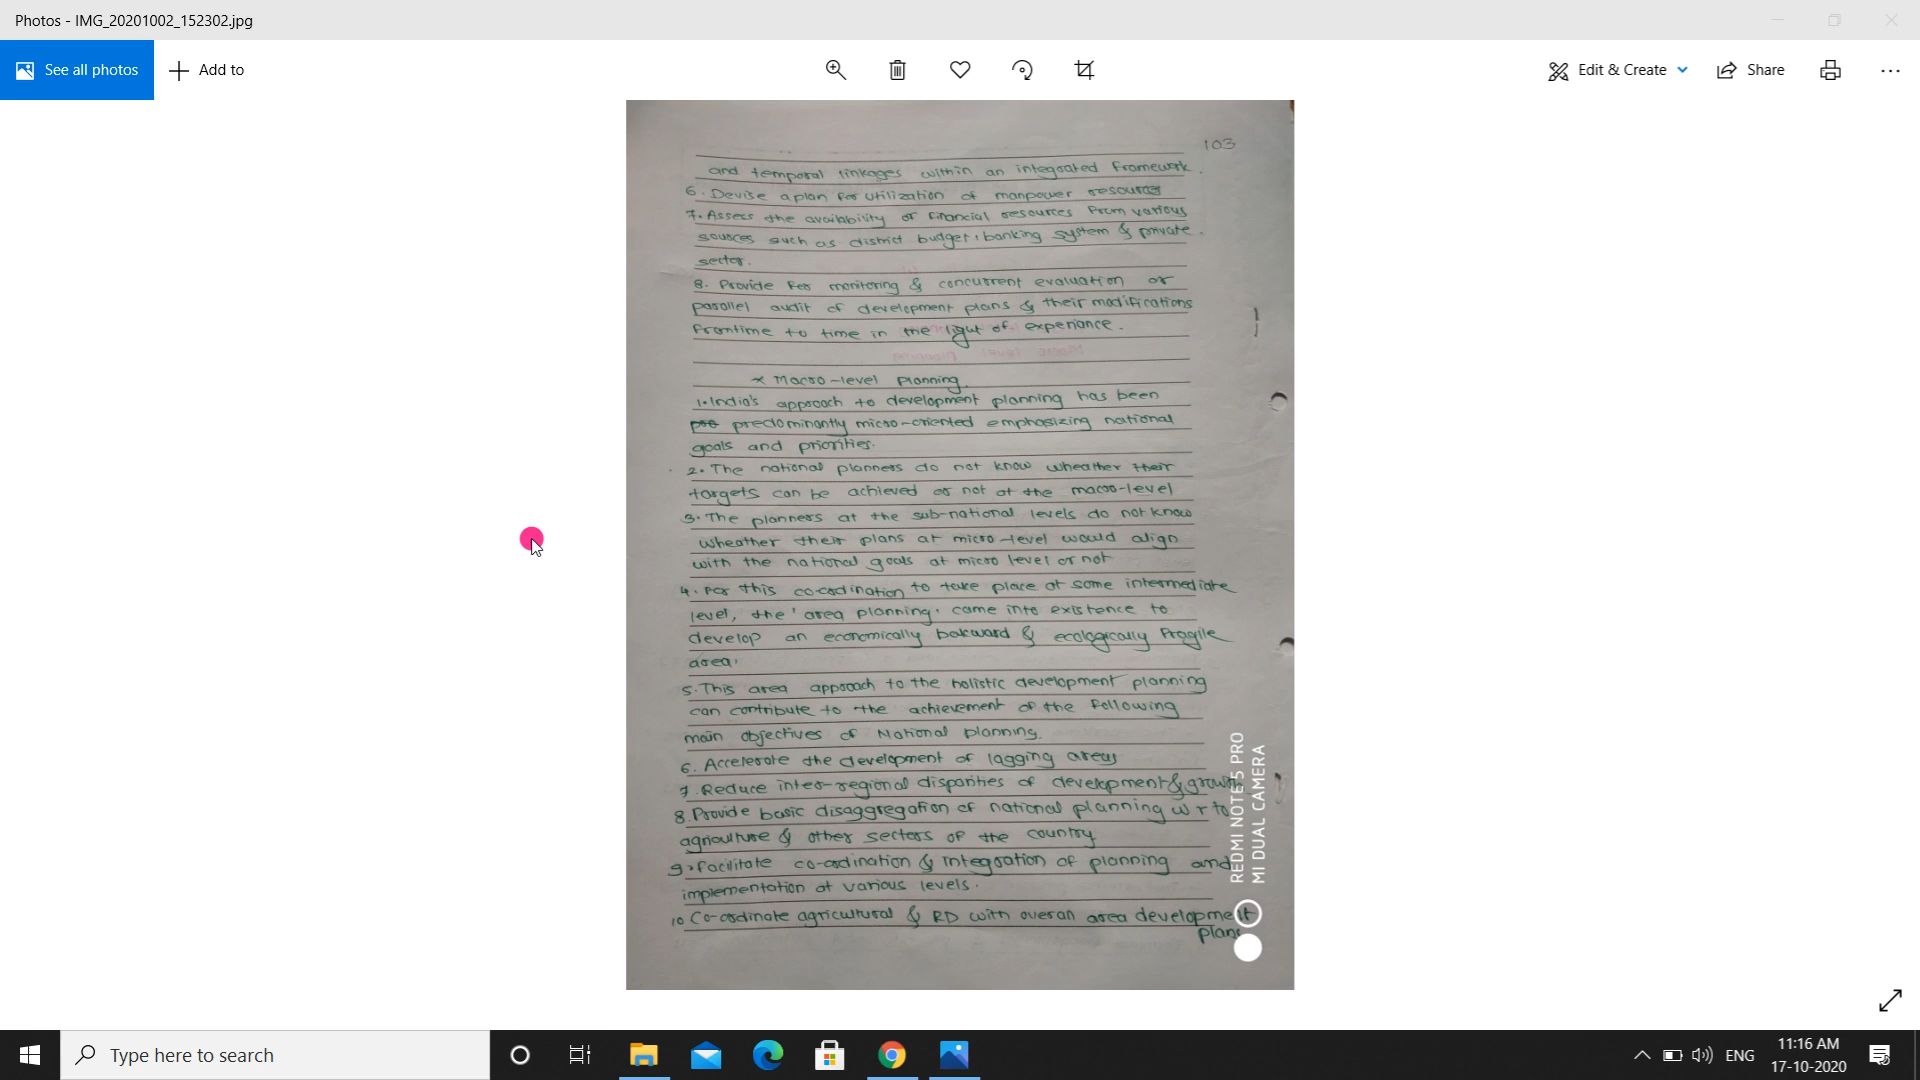 Photos - IMG_20201002_152302.jpg
See all photos
Add to
Edit & Create
Share
103
and temporal linkages within an integrated framework.
6. Devise a plan for utilization of manpower resources
7. Assess the availability of financial resources from various
sources such as district budget, banking system & private
sector.
8. Provide for monitoring & concurrent evaluation or
parallel audit of development plans & their modifications
from time to time in the light of experiance.
x Macro-level planning.
1. India's approach to development planning has been
predominantly micro-oriented emphasizing national
goals and priorities.
2. The national planners do not know wheather their
targets can be achieved or not at the macro-level
3. The planners at the sub-national levels do not know
wheather their plans at micro-level would align
with the national goals at micro level or not
4. For this co-ordination to take place at some intermediate
level, the 'area planning' came into existence to
develop an economically bakward & ecologically fragile
area.
5. This area approach to the holistic development planning
can contribute to the achievement of the following
main objectives of National planning.
6. Accelerate the development of lagging areas
7. Reduce inter-regional disparities of development & growth
8. Provide basic disaggregation of national planning w r to
agriculture & other sectors of the country
9. Facilitate co-ordination & integration of planning and
implementation at various levels.
10 Co-ordinate agricultural & RD with overall area development
plans
REDMI NOTE 5 PRO
MI DUAL CAMERA
Type here to search
ENG
11:16 AM
17-10-2020